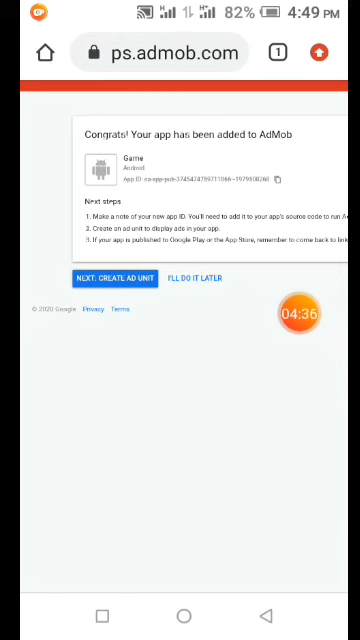 82% 4:49 PM
ps.admob.com 1
Congrats! Your app has been added to AdMob
Game
Android
App ID:
Next steps
1. Make a note of your new app ID. You'll need to add it to your app's source code to run A
2. Create an ad unit to display ads in your app.
3. If your app is published to Google Play or the App Store, remember to come back to link
NEXT: CREATE AD UNIT I'LL DO IT LATER
© 2020 Google Privacy Terms
04:36